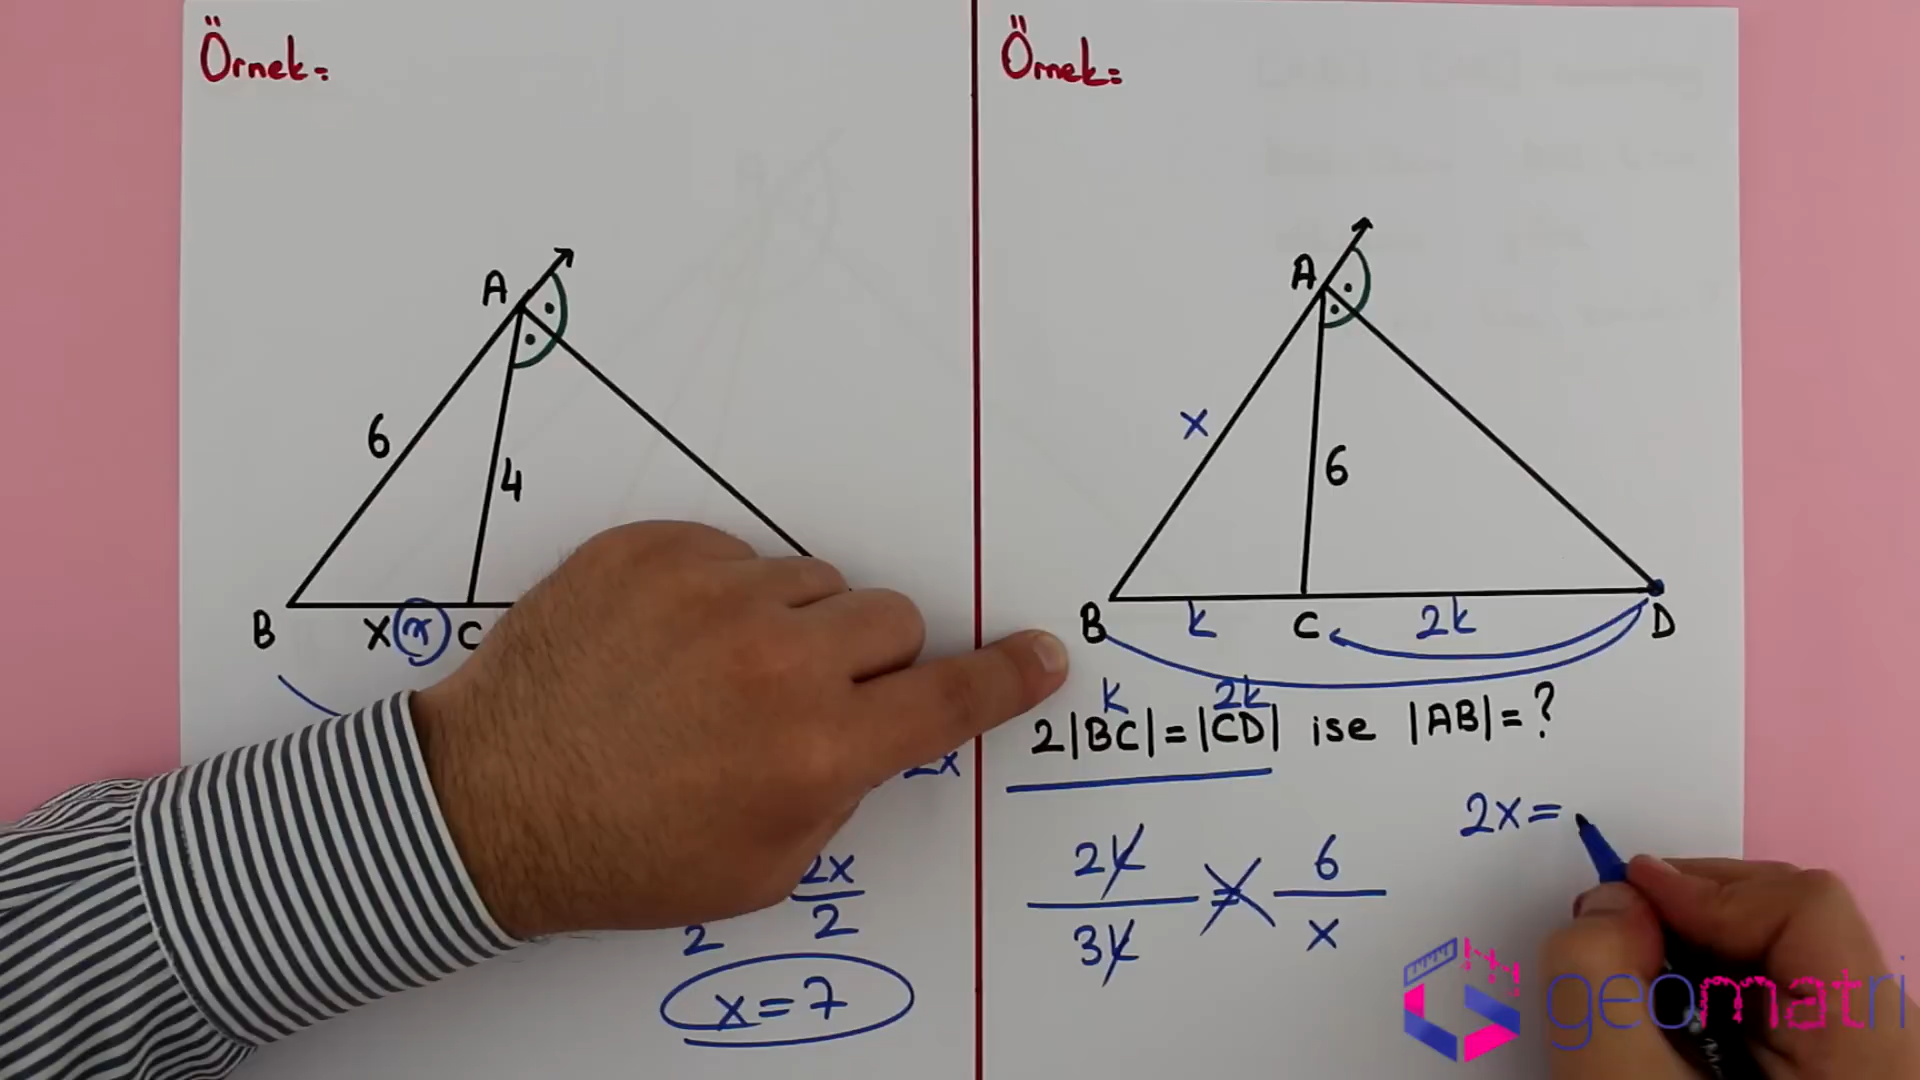 Örnek:
A
6
4
B
x
x
C
2x
2x
2
2
x=7
Örnek:
A
x
6
B
k
C
2k
D
k
2k
2|BC|=|CD| ise |AB|=?
2x=
2k
3k
=
6
x
geomatri